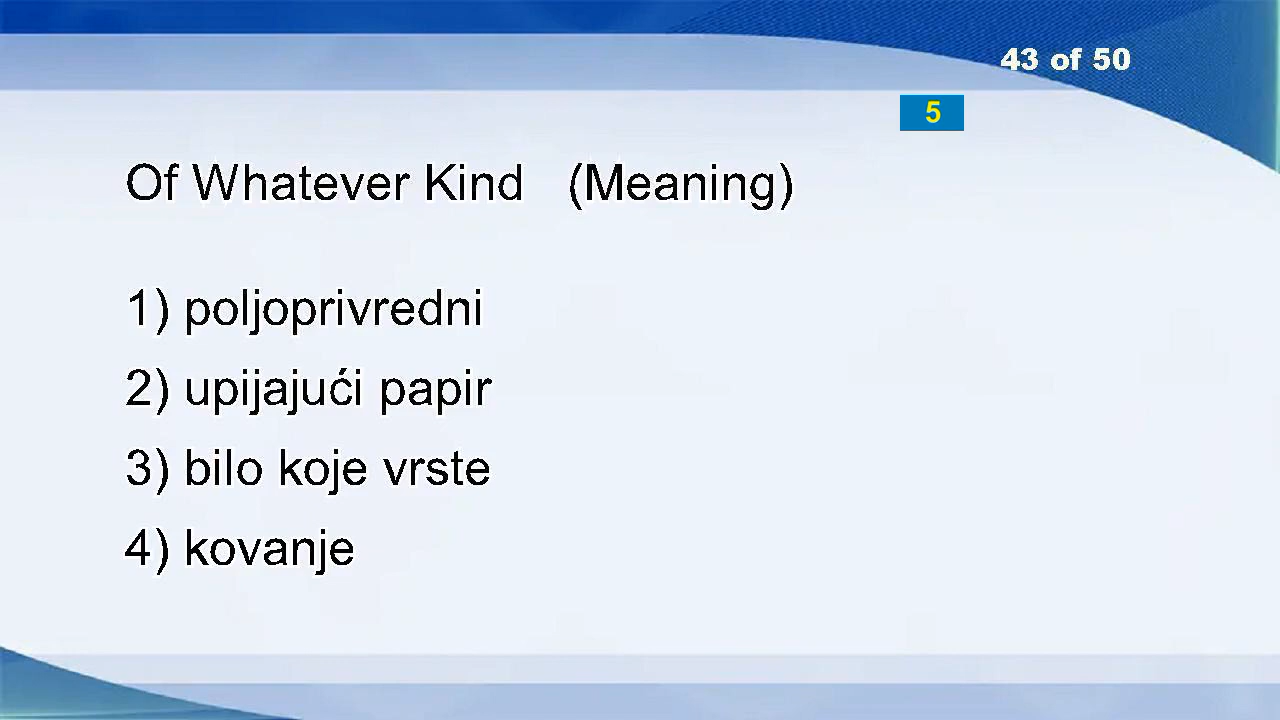 43 of 50
5
Of Whatever Kind (Meaning)
1) poljoprivredni
2) upijajući papir
3) bilo koje vrste
4) kovanje